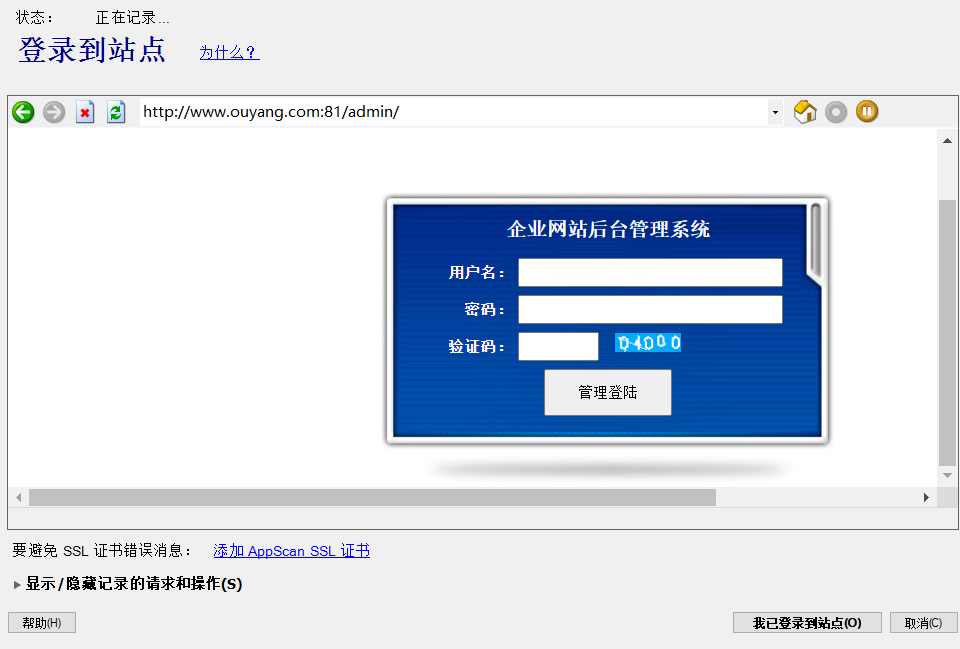 状态： 正在记录...
登录到站点 为什么？
http://www.ouyang.com:81/admin/
企业网站后台管理系统
用户名：
密码：
验证码： 04000
管理登陆
要避免 SSL 证书错误消息： 添加 AppScan SSL 证书
显示/隐藏记录的请求和操作(S)
帮助(H) 我已登录到站点(O) 取消(C)